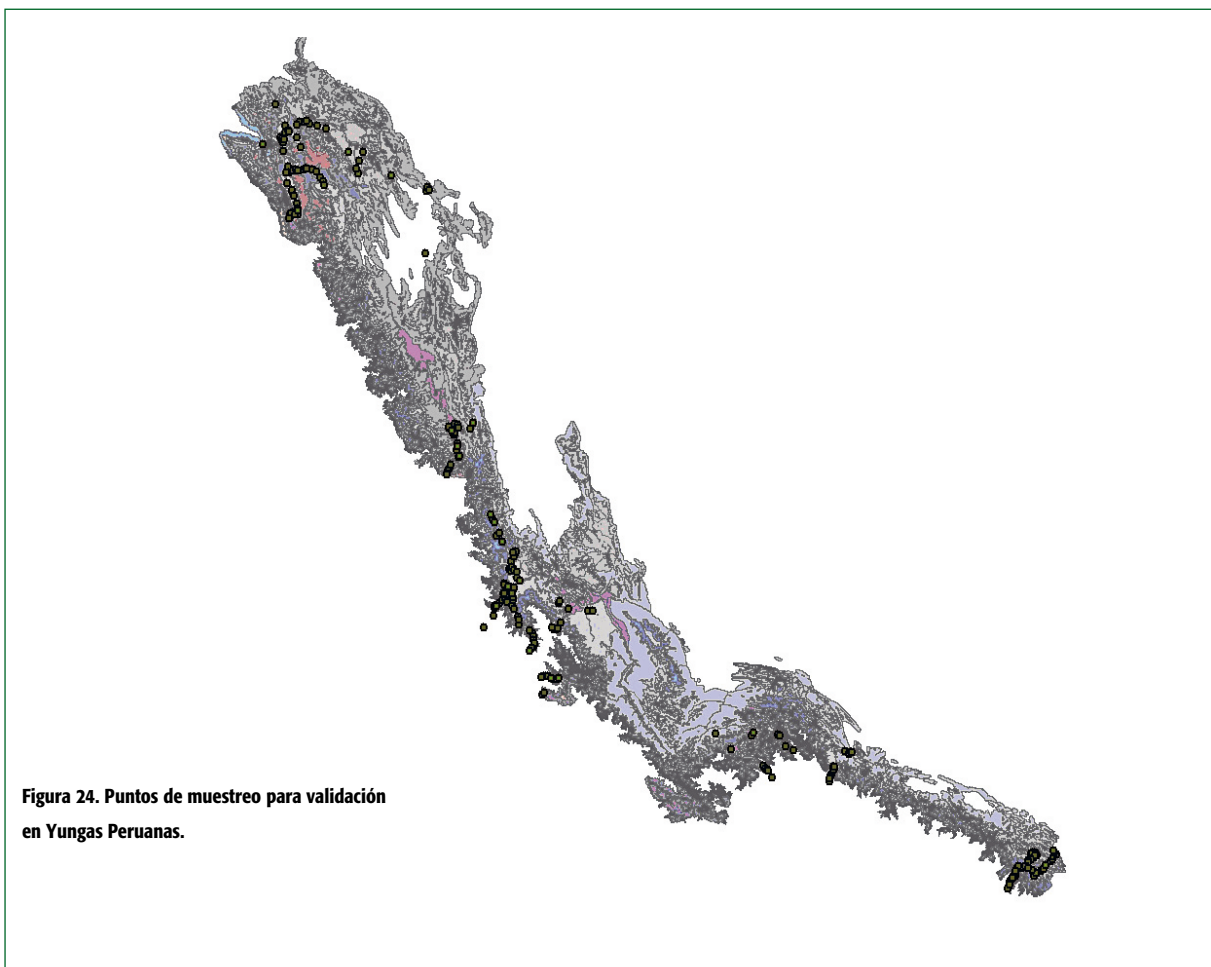 Figura 24. Puntos de muestreo para validación
en Yungas Peruanas.